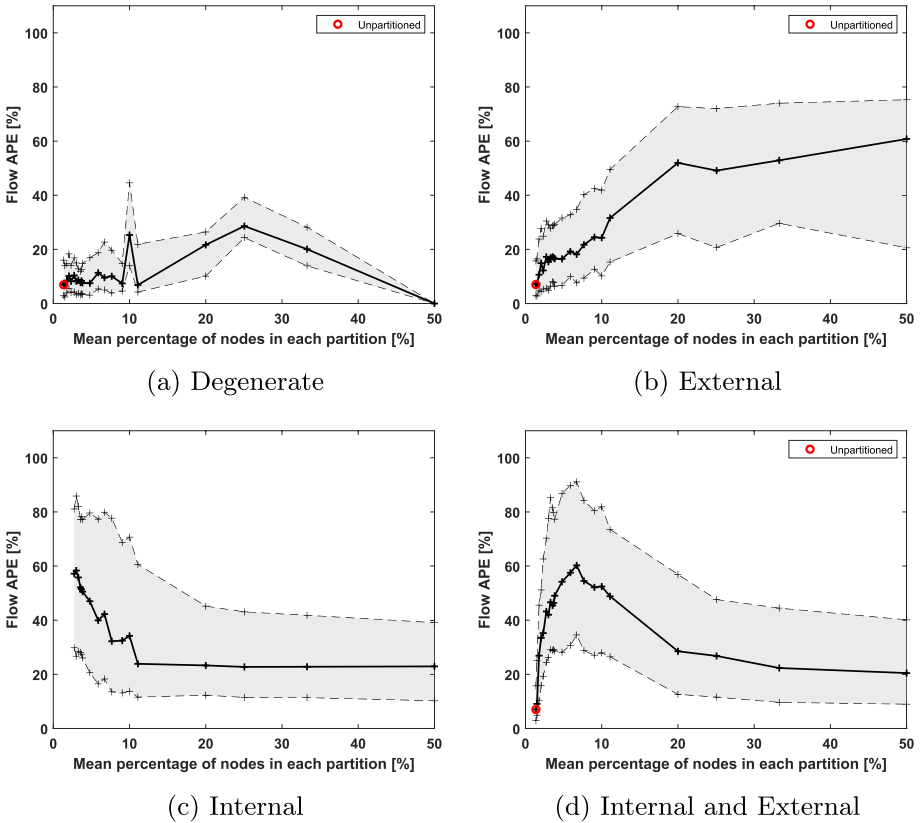 Flow APE [%]
100
80
60
40
20
0
Unpartitioned
0 10 20 30 40 50
Mean percentage of nodes in each partition [%]
(a) Degenerate
Flow APE [%]
100
80
60
40
20
0
Unpartitioned
0 10 20 30 40 50
Mean percentage of nodes in each partition [%]
(b) External
Flow APE [%]
100
80
60
40
20
0
0 10 20 30 40 50
Mean percentage of nodes in each partition [%]
(c) Internal
Flow APE [%]
100
80
60
40
20
0
Unpartitioned
0 10 20 30 40 50
Mean percentage of nodes in each partition [%]
(d) Internal and External